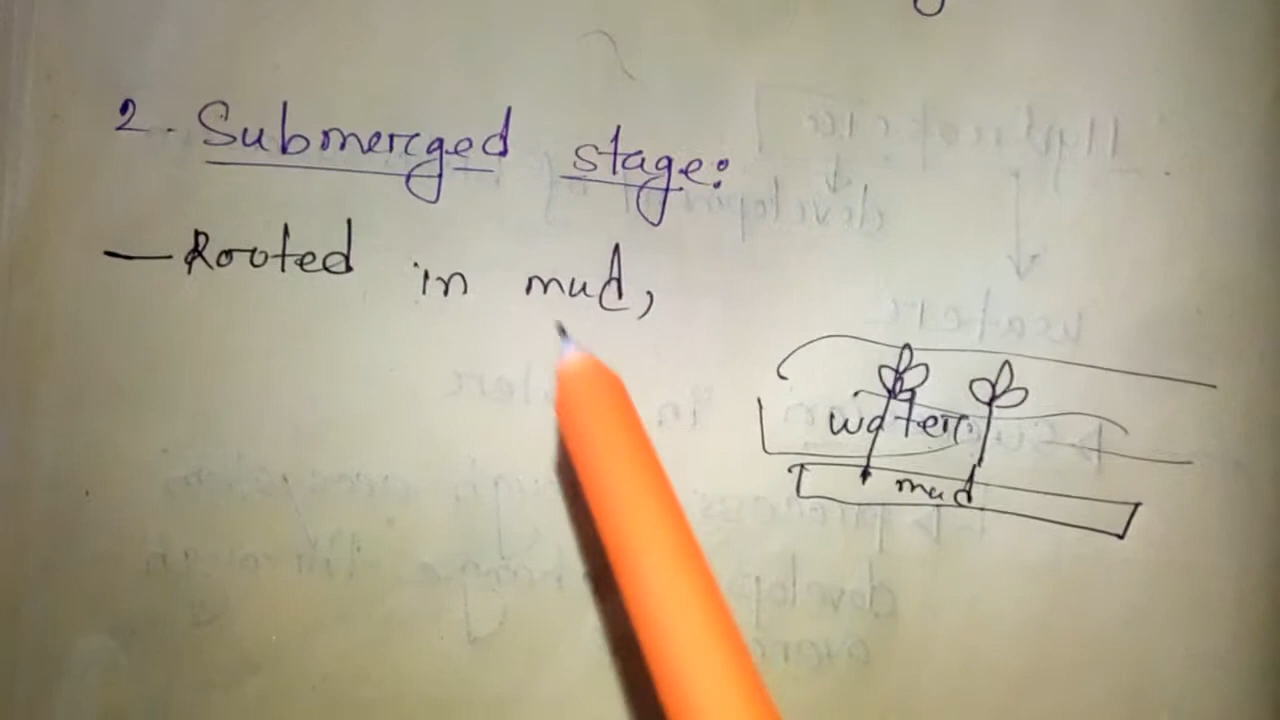 2. Submerged stage:
— Rooted in mud,
water
mud